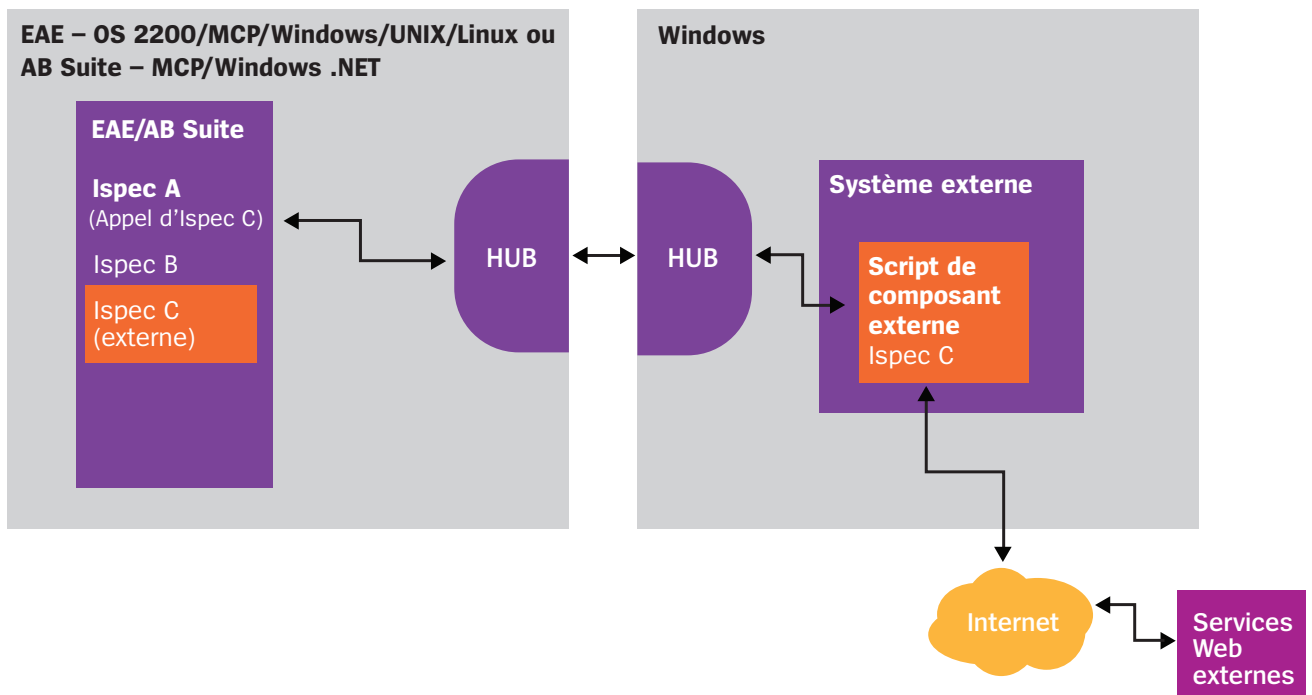 EAE – OS 2200/MCP/Windows/UNIX/Linux ou
AB Suite – MCP/Windows .NET
EAE/AB Suite
Ispec A
(Appel d’Ispec C)
Ispec B
Ispec C
(externe)
HUB
Windows
HUB
Système externe
Script de
composant
externe
Ispec C
Internet
Services
Web
externes